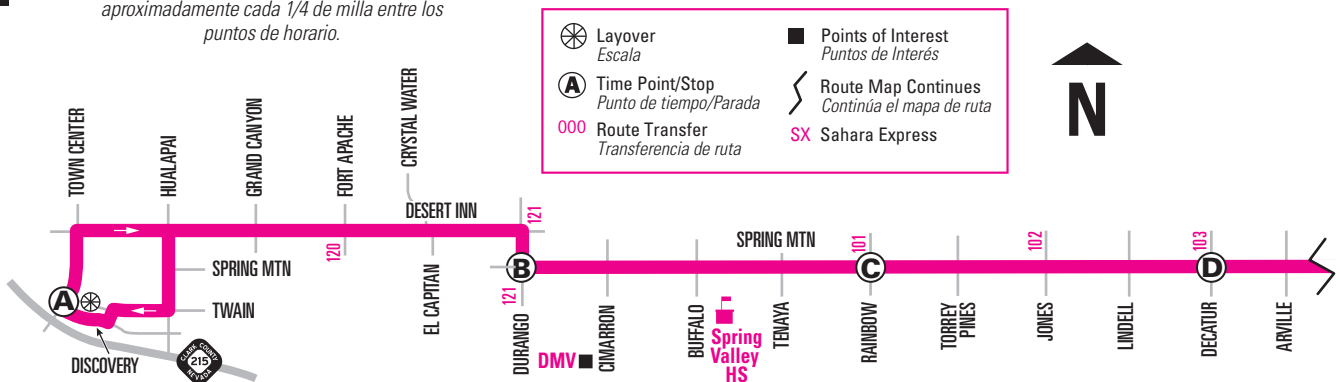 aproximadamente cada 1/4 de milla entre los
puntos de horario.
Layover
Escala
A Time Point/Stop
Punto de tiempo/Parada
000 Route Transfer
Transferencia de ruta
Points of Interest
Puntos de Interés
Route Map Continues
Continúa el mapa de ruta
SX Sahara Express
N
TOWN CENTER
HUALAPAI
GRAND CANYON
FORT APACHE
CRYSTAL WATER
DESERT INN
121
120
SPRING MTN
TWAIN
EL CAPITAN
A
DISCOVERY
CLARK COUNTY
215
NEVADA
B
121
DURANGO
DMV
CIMARRON
BUFFALO
Spring
Valley
HS
TENAYA
SPRING MTN
101
C
RAINBOW
TORREY
PINES
102
JONES
LINDELL
103
D
DECATUR
ARVILLE